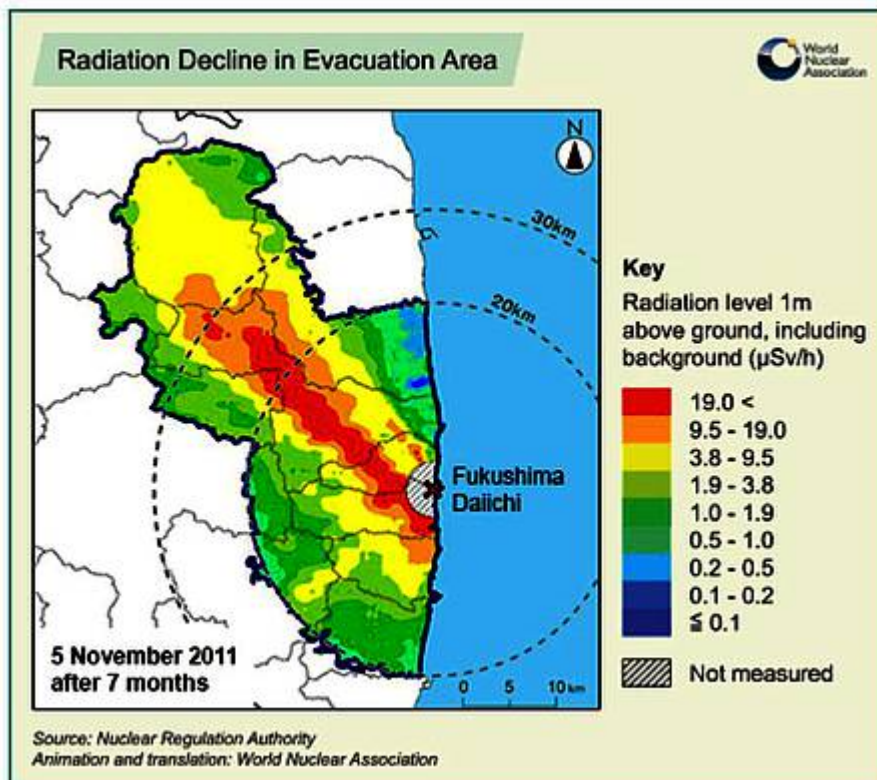 Radiation Decline in Evacuation Area
World
Nuclear
Association
N
30km
20km
Fukushima
Daiichi
5 November 2011
after 7 months
0 5 10 km
Key
Radiation level 1m
above ground, including
background (µSv/h)
19.0 <
9.5 - 19.0
3.8 - 9.5
1.9 - 3.8
1.0 - 1.9
0.5 - 1.0
0.2 - 0.5
0.1 - 0.2
≦ 0.1
Not measured
Source: Nuclear Regulation Authority
Animation and translation: World Nuclear Association